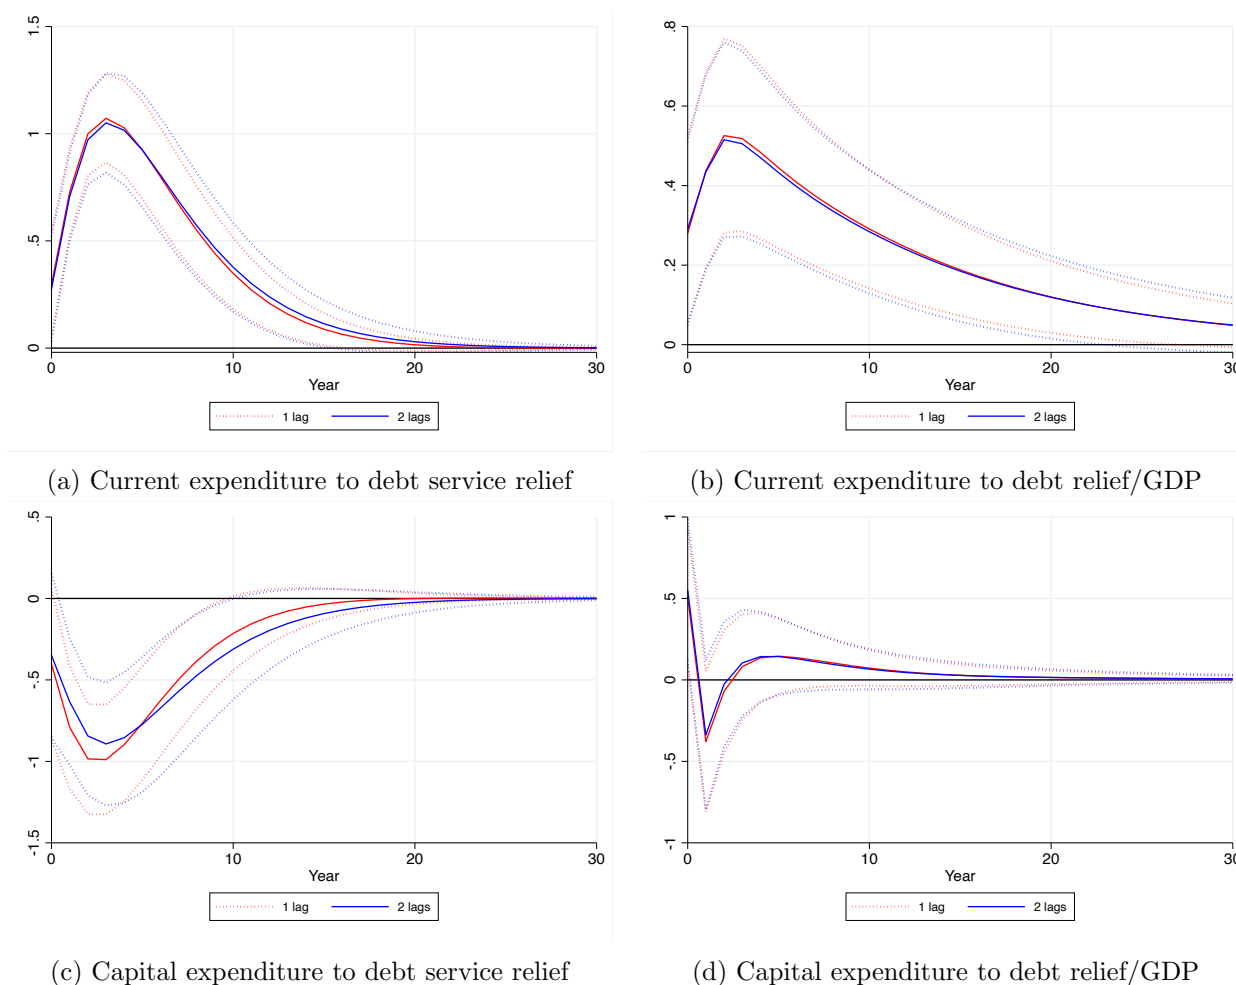 1.5
1
.5
0
0 10 20 30
Year
1 lag 2 lags
(a) Current expenditure to debt service relief
.8
.6
.4
.2
0
0 10 20 30
Year
1 lag 2 lags
(b) Current expenditure to debt relief/GDP
.5
0
-.5
-1
-1.5
0 10 20 30
Year
1 lag 2 lags
(c) Capital expenditure to debt service relief
1
.5
0
-.5
-1
0 10 20 30
Year
1 lag 2 lags
(d) Capital expenditure to debt relief/GDP